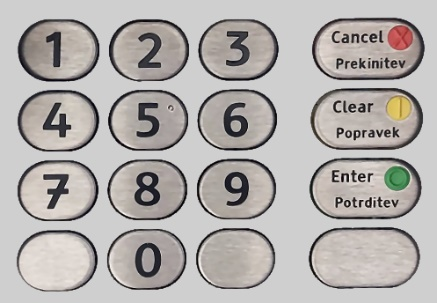 1 2 3 Cancel
Prekinitev
4 5 6 Clear
Popravek
7 8 9 Enter
Potrditev
0